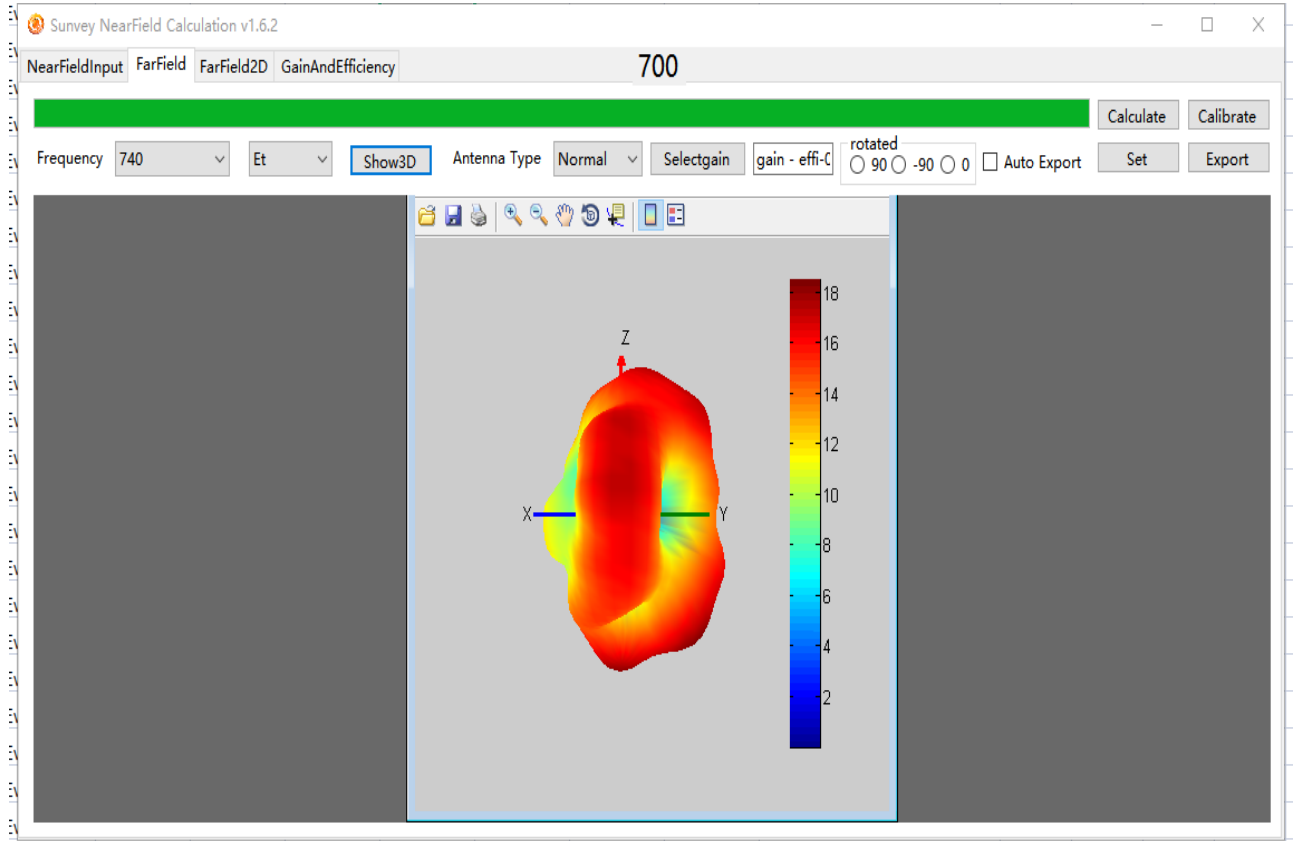 Sunvey NearField Calculation v1.6.2
NearFieldInput FarField FarField2D GainAndEfficiency 700
Calculate Calibrate
Frequency 740 Et Show3D Antenna Type Normal Selectgain gain - effi-C rotated 90 -90 0 Auto Export Set Export
18
Z
16
14
12
10
X Y
8
6
4
2